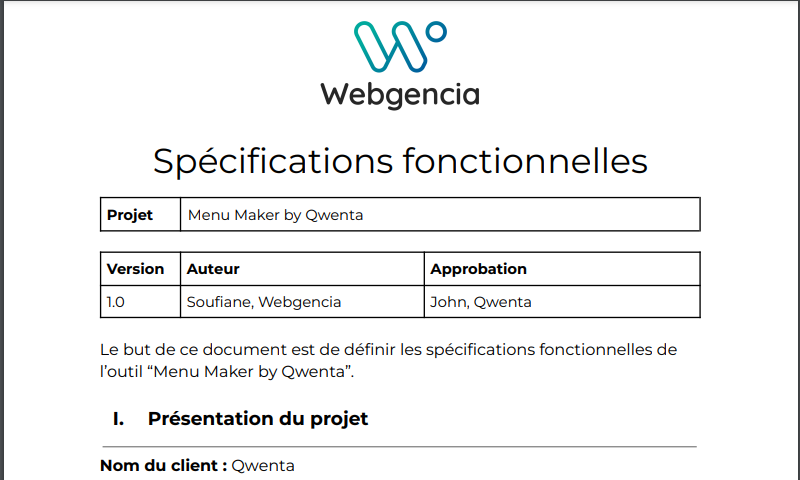 Webgencia
Spécifications fonctionnelles
Projet Menu Maker by Qwenta
Version Auteur Approbation
1.0 Soufiane, Webgencia John, Qwenta
Le but de ce document est de définir les spécifications fonctionnelles de
l’outil “Menu Maker by Qwenta”.
I. Présentation du projet
Nom du client : Qwenta